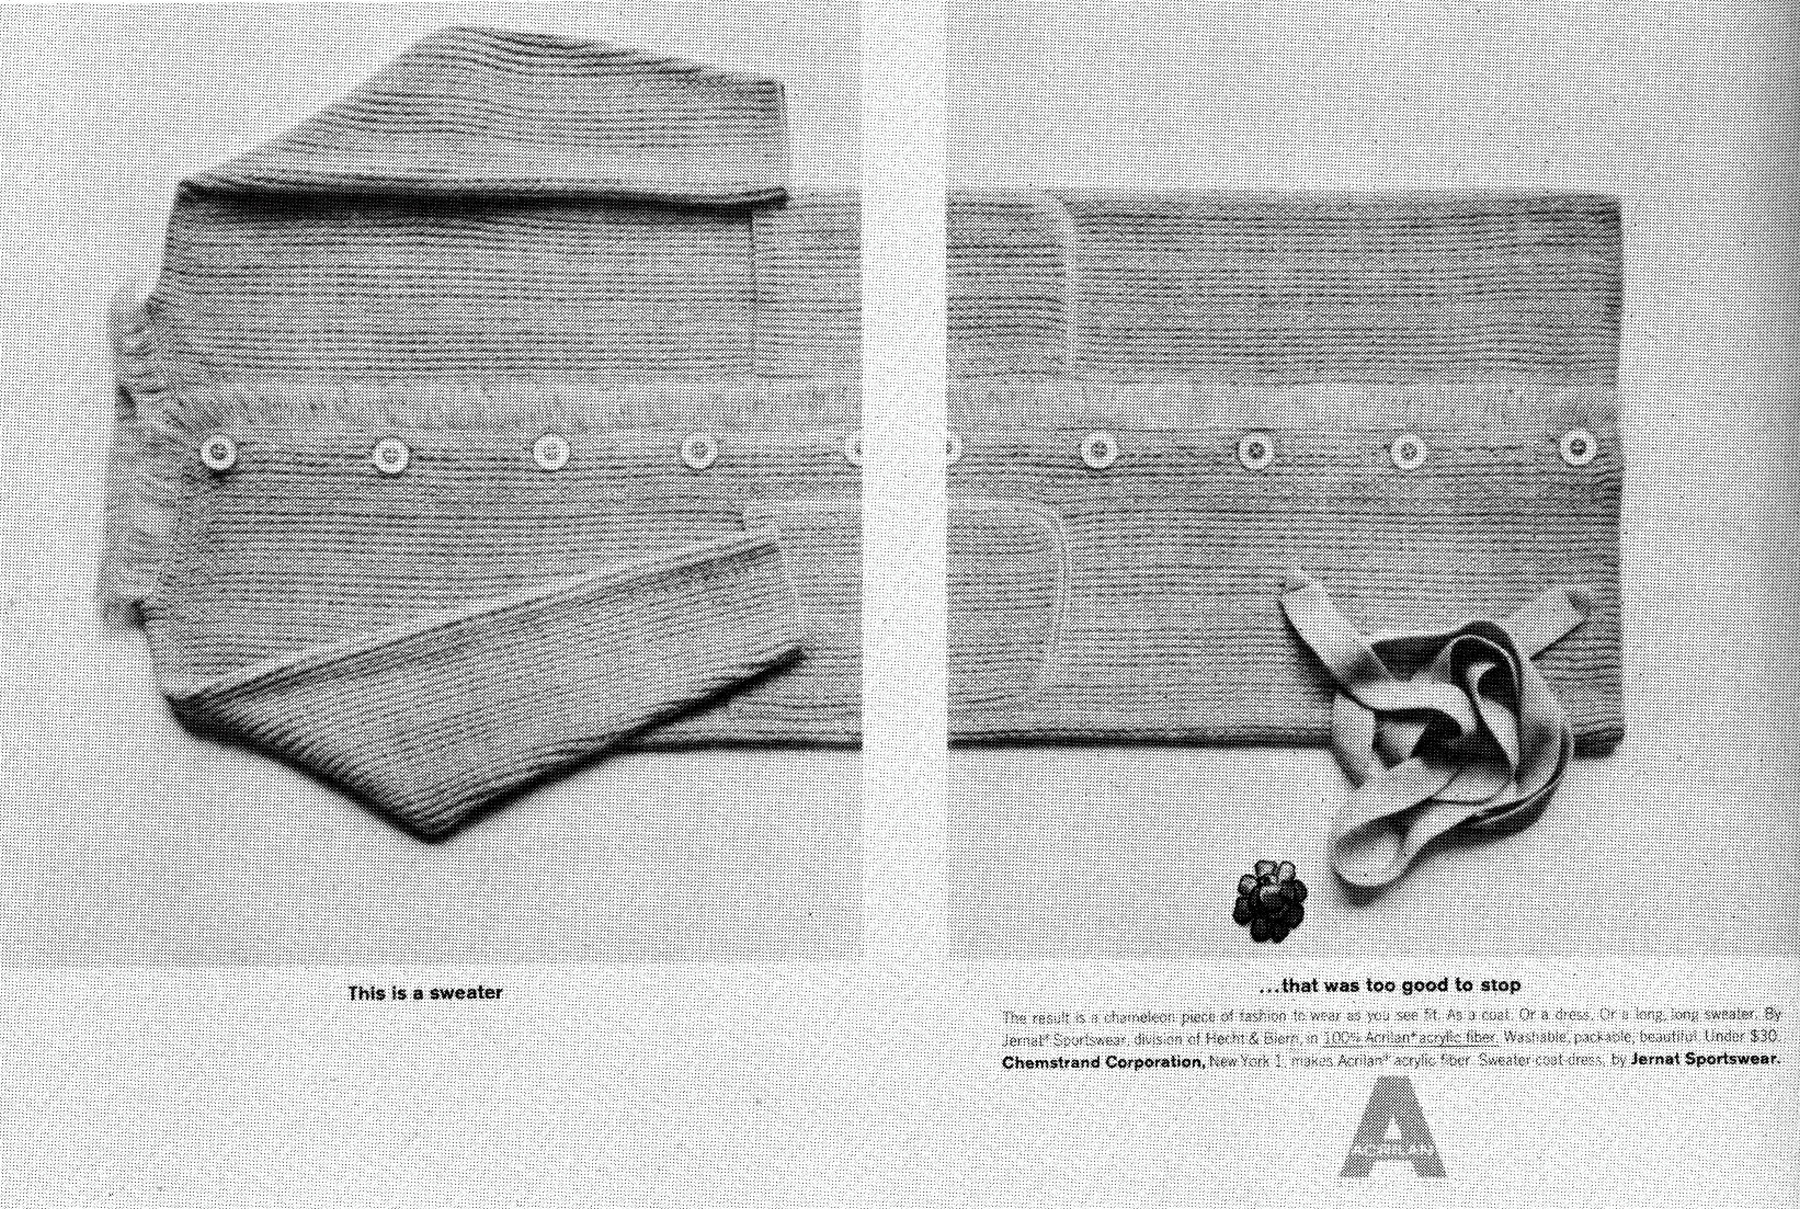 This is a sweater
...that was too good to stop
The result is a chameleon piece of fashion to wear as you see fit. As a coat. Or a dress. Or a long, long sweater. By
Jernat* Sportswear, division of Hecht & Biern, in 100% Acrilan* acrylic fiber. Washable, packable, beautiful. Under $30.
Chemstrand Corporation, New York 1, makes Acrilan* acrylic fiber. Sweater-coat-dress, by Jernat Sportswear.
A
ACRILAN